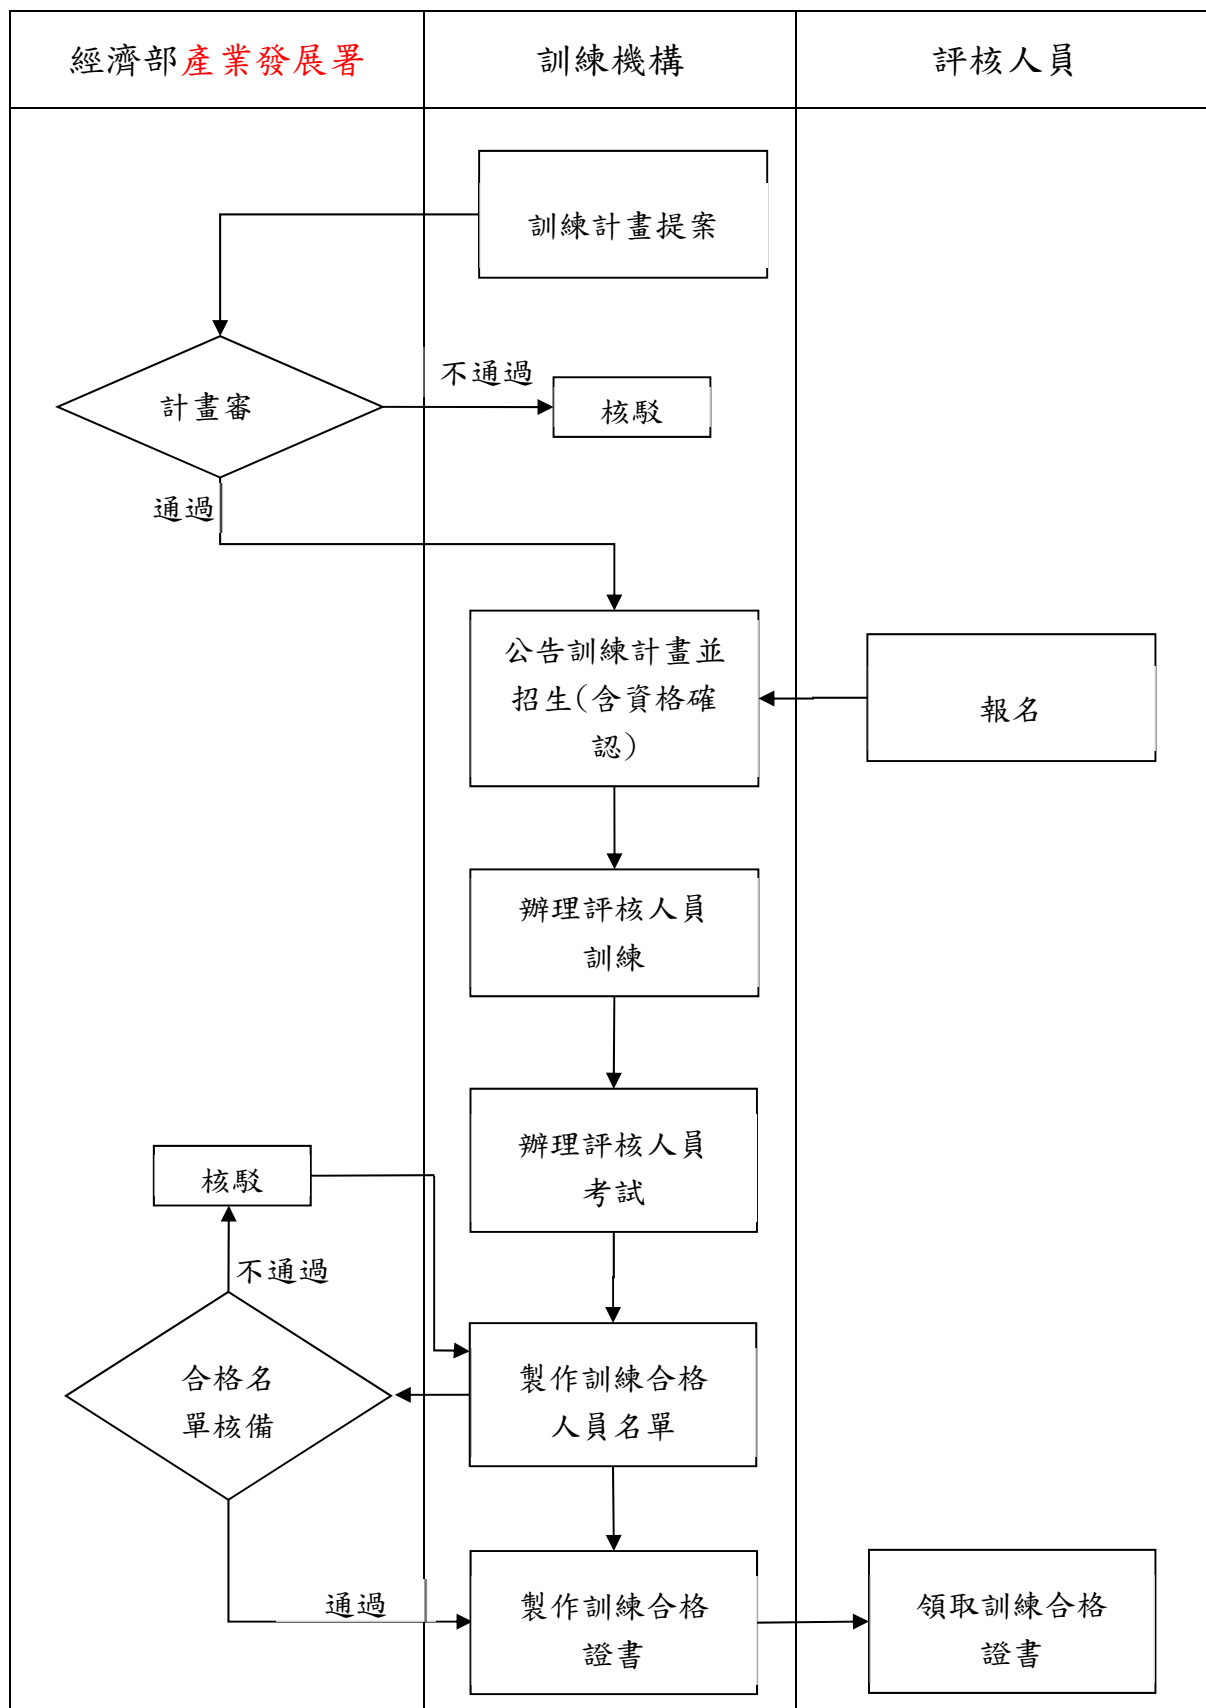 經濟部產業發展署
訓練機構
評核人員
訓練計畫提案
不通過
計畫審
核駁
通過
公告訓練計畫並
招生(含資格確
認)
報名
辦理評核人員
訓練
辦理評核人員
考試
核駁
不通過
合格名
單核備
製作訓練合格
人員名單
通過
製作訓練合格
證書
領取訓練合格
證書